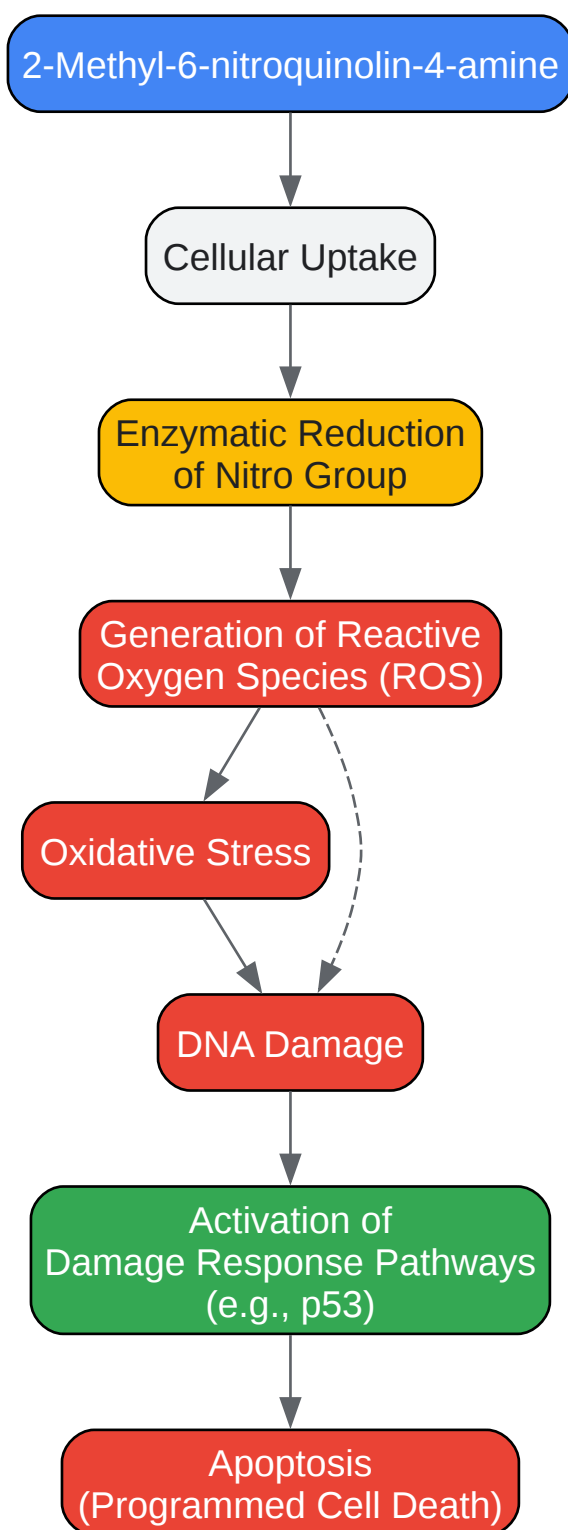 2-Methyl-6-nitroquinolin-4-amine
Cellular Uptake
Enzymatic Reduction
of Nitro Group
Generation of Reactive
Oxygen Species (ROS)
Oxidative Stress
DNA Damage
Activation of
Damage Response Pathways
(e.g., p53)
Apoptosis
(Programmed Cell Death)